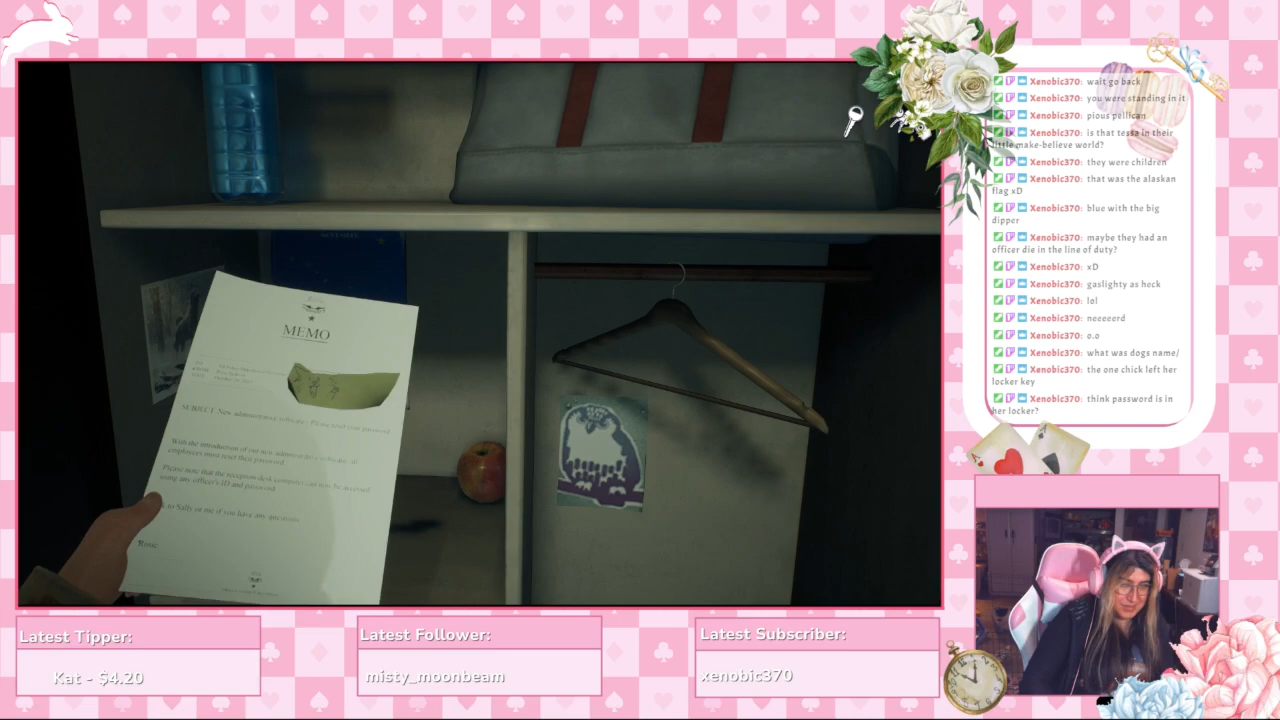 Xenobic370: wait go back
Xenobic370: you were standing in it
Xenobic370: pious pellican
Xenobic370: is that tessa in their
little make-believe world?
Xenobic370: they were children
Xenobic370: that was the alaskan
flag xD
Xenobic370: blue with the big
dipper
Xenobic370: maybe they had an
officer die in the line of duty?
Xenobic370: xD
Xenobic370: gaslighty as heck
Xenobic370: lol
Xenobic370: neeeeerd
Xenobic370: o.o
Xenobic370: what was dogs name/
Xenobic370: the one chick left her
locker key
Xenobic370: think password is in
her locker?
MEMO
SUBJECT: New administrative software - Please reset your password
With the introduction of our new administrative software, all
employees must reset their password.
Please note that the reception desk computer can now be accessed
using any officer's ID and password.
to Sally or me if you have any questions.
Latest Tipper:
Kat - $4.20
Latest Follower:
misty_moonbeam
Latest Subscriber:
xenobic370